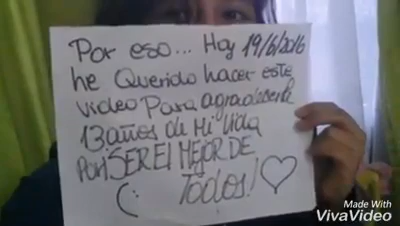 Por eso... Hoy 19/6/2016
he Querido hacer este
video Para agradecerle
13 años de Mi vida
Por SER El MEJOR DE
Todos! ♡
(:
Made With
VivaVideo